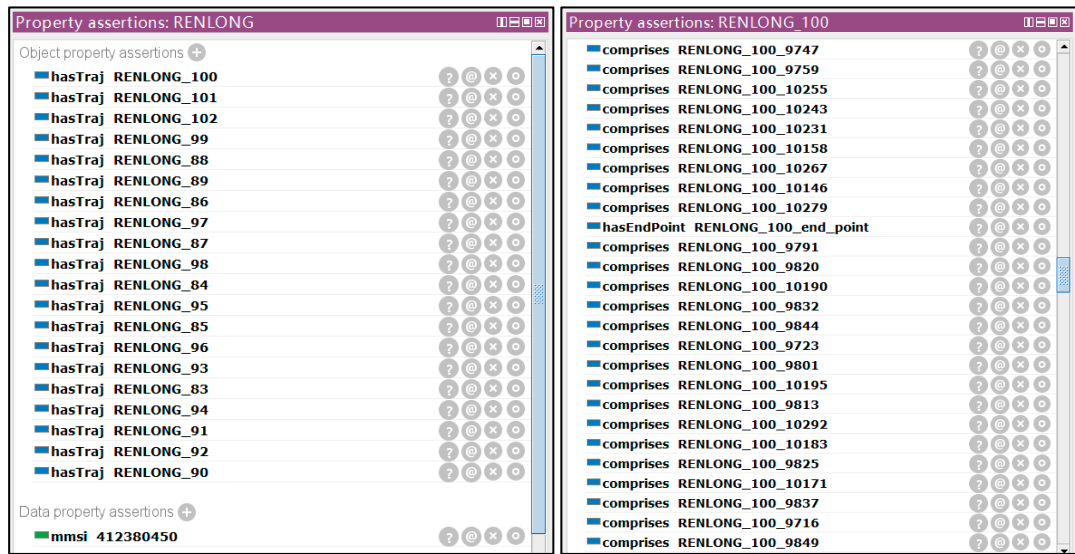 Property assertions: RENLONG
Object property assertions
hasTraj RENLONG_100
hasTraj RENLONG_101
hasTraj RENLONG_102
hasTraj RENLONG_99
hasTraj RENLONG_88
hasTraj RENLONG_89
hasTraj RENLONG_86
hasTraj RENLONG_97
hasTraj RENLONG_87
hasTraj RENLONG_98
hasTraj RENLONG_84
hasTraj RENLONG_95
hasTraj RENLONG_85
hasTraj RENLONG_96
hasTraj RENLONG_93
hasTraj RENLONG_83
hasTraj RENLONG_94
hasTraj RENLONG_91
hasTraj RENLONG_92
hasTraj RENLONG_90
Data property assertions
mmsi 412380450
Property assertions: RENLONG_100
comprises RENLONG_100_9747
comprises RENLONG_100_9759
comprises RENLONG_100_10255
comprises RENLONG_100_10243
comprises RENLONG_100_10231
comprises RENLONG_100_10158
comprises RENLONG_100_10267
comprises RENLONG_100_10146
comprises RENLONG_100_10279
hasEndPoint RENLONG_100_end_point
comprises RENLONG_100_9791
comprises RENLONG_100_9820
comprises RENLONG_100_10190
comprises RENLONG_100_9832
comprises RENLONG_100_9844
comprises RENLONG_100_9723
comprises RENLONG_100_9801
comprises RENLONG_100_10195
comprises RENLONG_100_9813
comprises RENLONG_100_10292
comprises RENLONG_100_10183
comprises RENLONG_100_9825
comprises RENLONG_100_10171
comprises RENLONG_100_9837
comprises RENLONG_100_9716
comprises RENLONG_100_9849